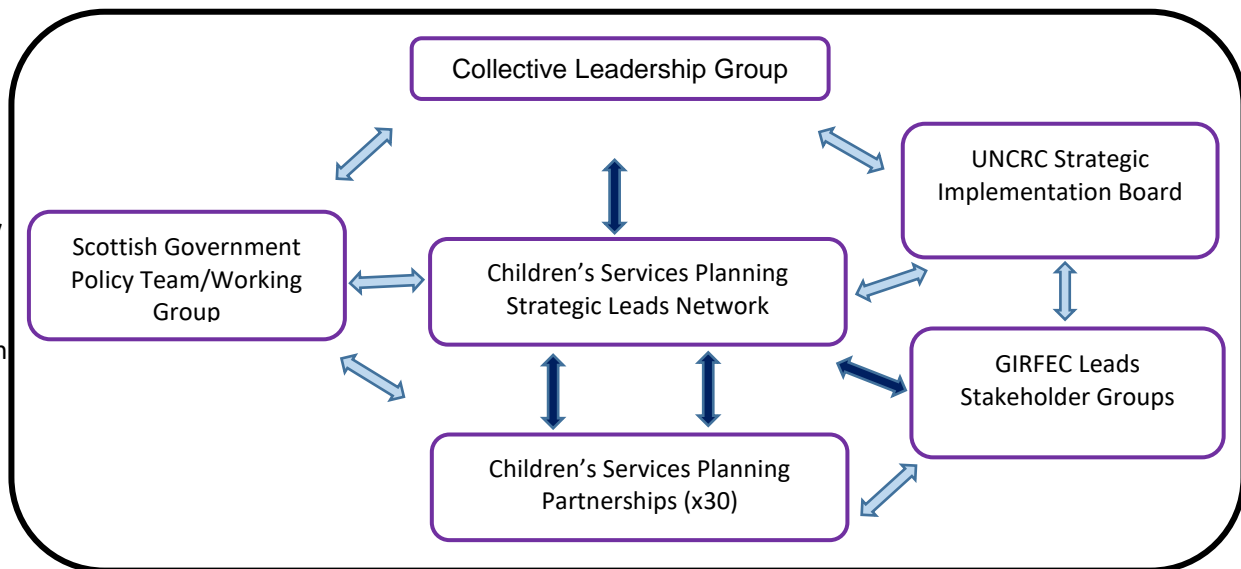 Collective Leadership Group
UNCRC Strategic
Implementation Board
Scottish Government
Policy Team/Working
Group
Children’s Services Planning
Strategic Leads Network
GIRFEC Leads
Stakeholder Groups
Children’s Services Planning
Partnerships (x30)